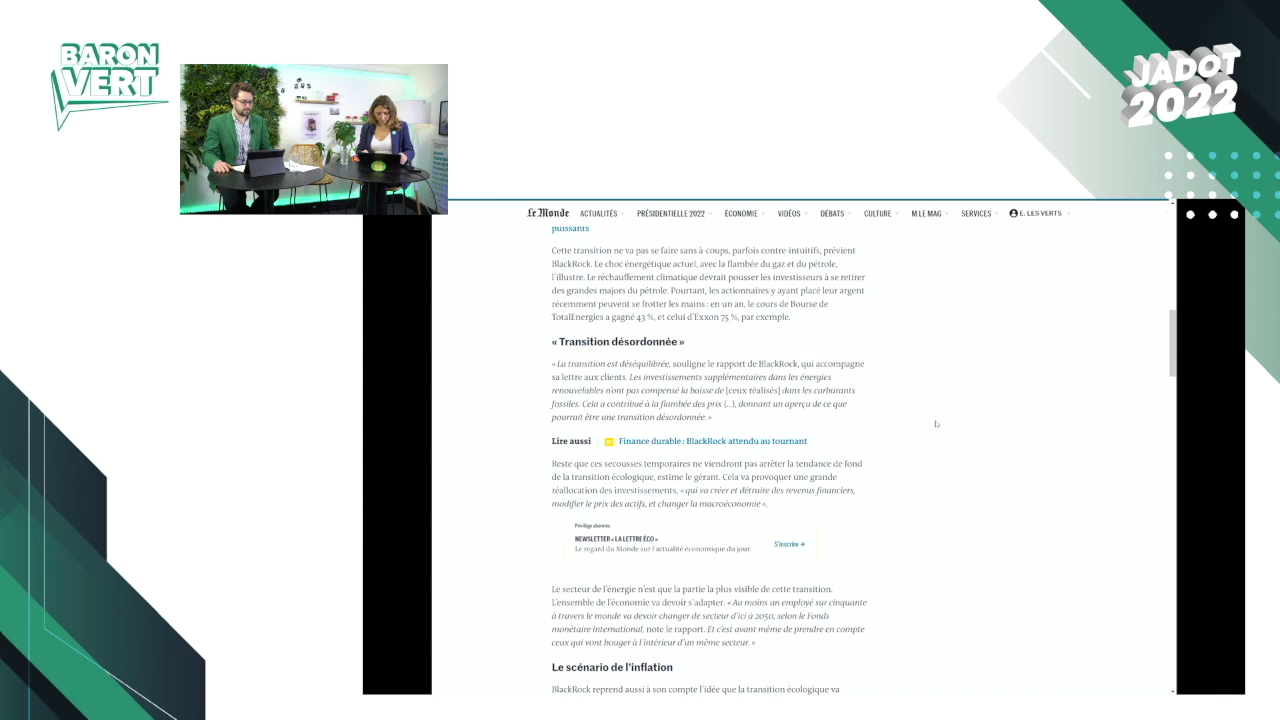 BARON
VERT
JADOT
2022
Le Monde
ACTUALITÉS
PRÉSIDENTIELLE 2022
ÉCONOMIE
VIDÉOS
DÉBATS
CULTURE
M LE MAG
SERVICES
E. LES VERTS
puissants
Cette transition ne va pas se faire sans à-coups, parfois contre-intuitifs, prévient
BlackRock. Le choc énergétique actuel, avec la flambée du gaz et du pétrole,
l'illustre. Le réchauffement climatique devrait pousser les investisseurs à se retirer
des grandes majors du pétrole. Pourtant, les actionnaires y ayant placé leur argent
récemment peuvent se frotter les mains : en un an, le cours de Bourse de
TotalEnergies a gagné 43 %, et celui d'Exxon 75 %, par exemple.
« Transition désordonnée »
« La transition est déséquilibrée, souligne le rapport de BlackRock, qui accompagne
sa lettre aux clients. Les investissements supplémentaires dans les énergies
renouvelables n'ont pas compensé la baisse de [ceux réalisés] dans les carburants
fossiles. Cela a contribué à la flambée des prix (…), donnant un aperçu de ce que
pourrait être une transition désordonnée. »
Lire aussi
Finance durable : BlackRock attendu au tournant
Reste que ces secousses temporaires ne viendront pas arrêter la tendance de fond
de la transition écologique, estime le gérant. Cela va provoquer une grande
réallocation des investissements, « qui va créer et détruire des revenus financiers,
modifier le prix des actifs, et changer la macroéconomie ».
Privilège abonnés
NEWSLETTER « LA LETTRE ÉCO »
Le regard du Monde sur l'actualité économique du jour
S'inscrire →
Le secteur de l'énergie n'est que la partie la plus visible de cette transition.
L'ensemble de l'économie va devoir s'adapter. « Au moins un employé sur cinquante
à travers le monde va devoir changer de secteur d'ici à 2050, selon le Fonds
monétaire international, note le rapport. Et c'est avant même de prendre en compte
ceux qui vont bouger à l'intérieur d'un même secteur. »
Le scénario de l'inflation
BlackRock reprend aussi à son compte l'idée que la transition écologique va